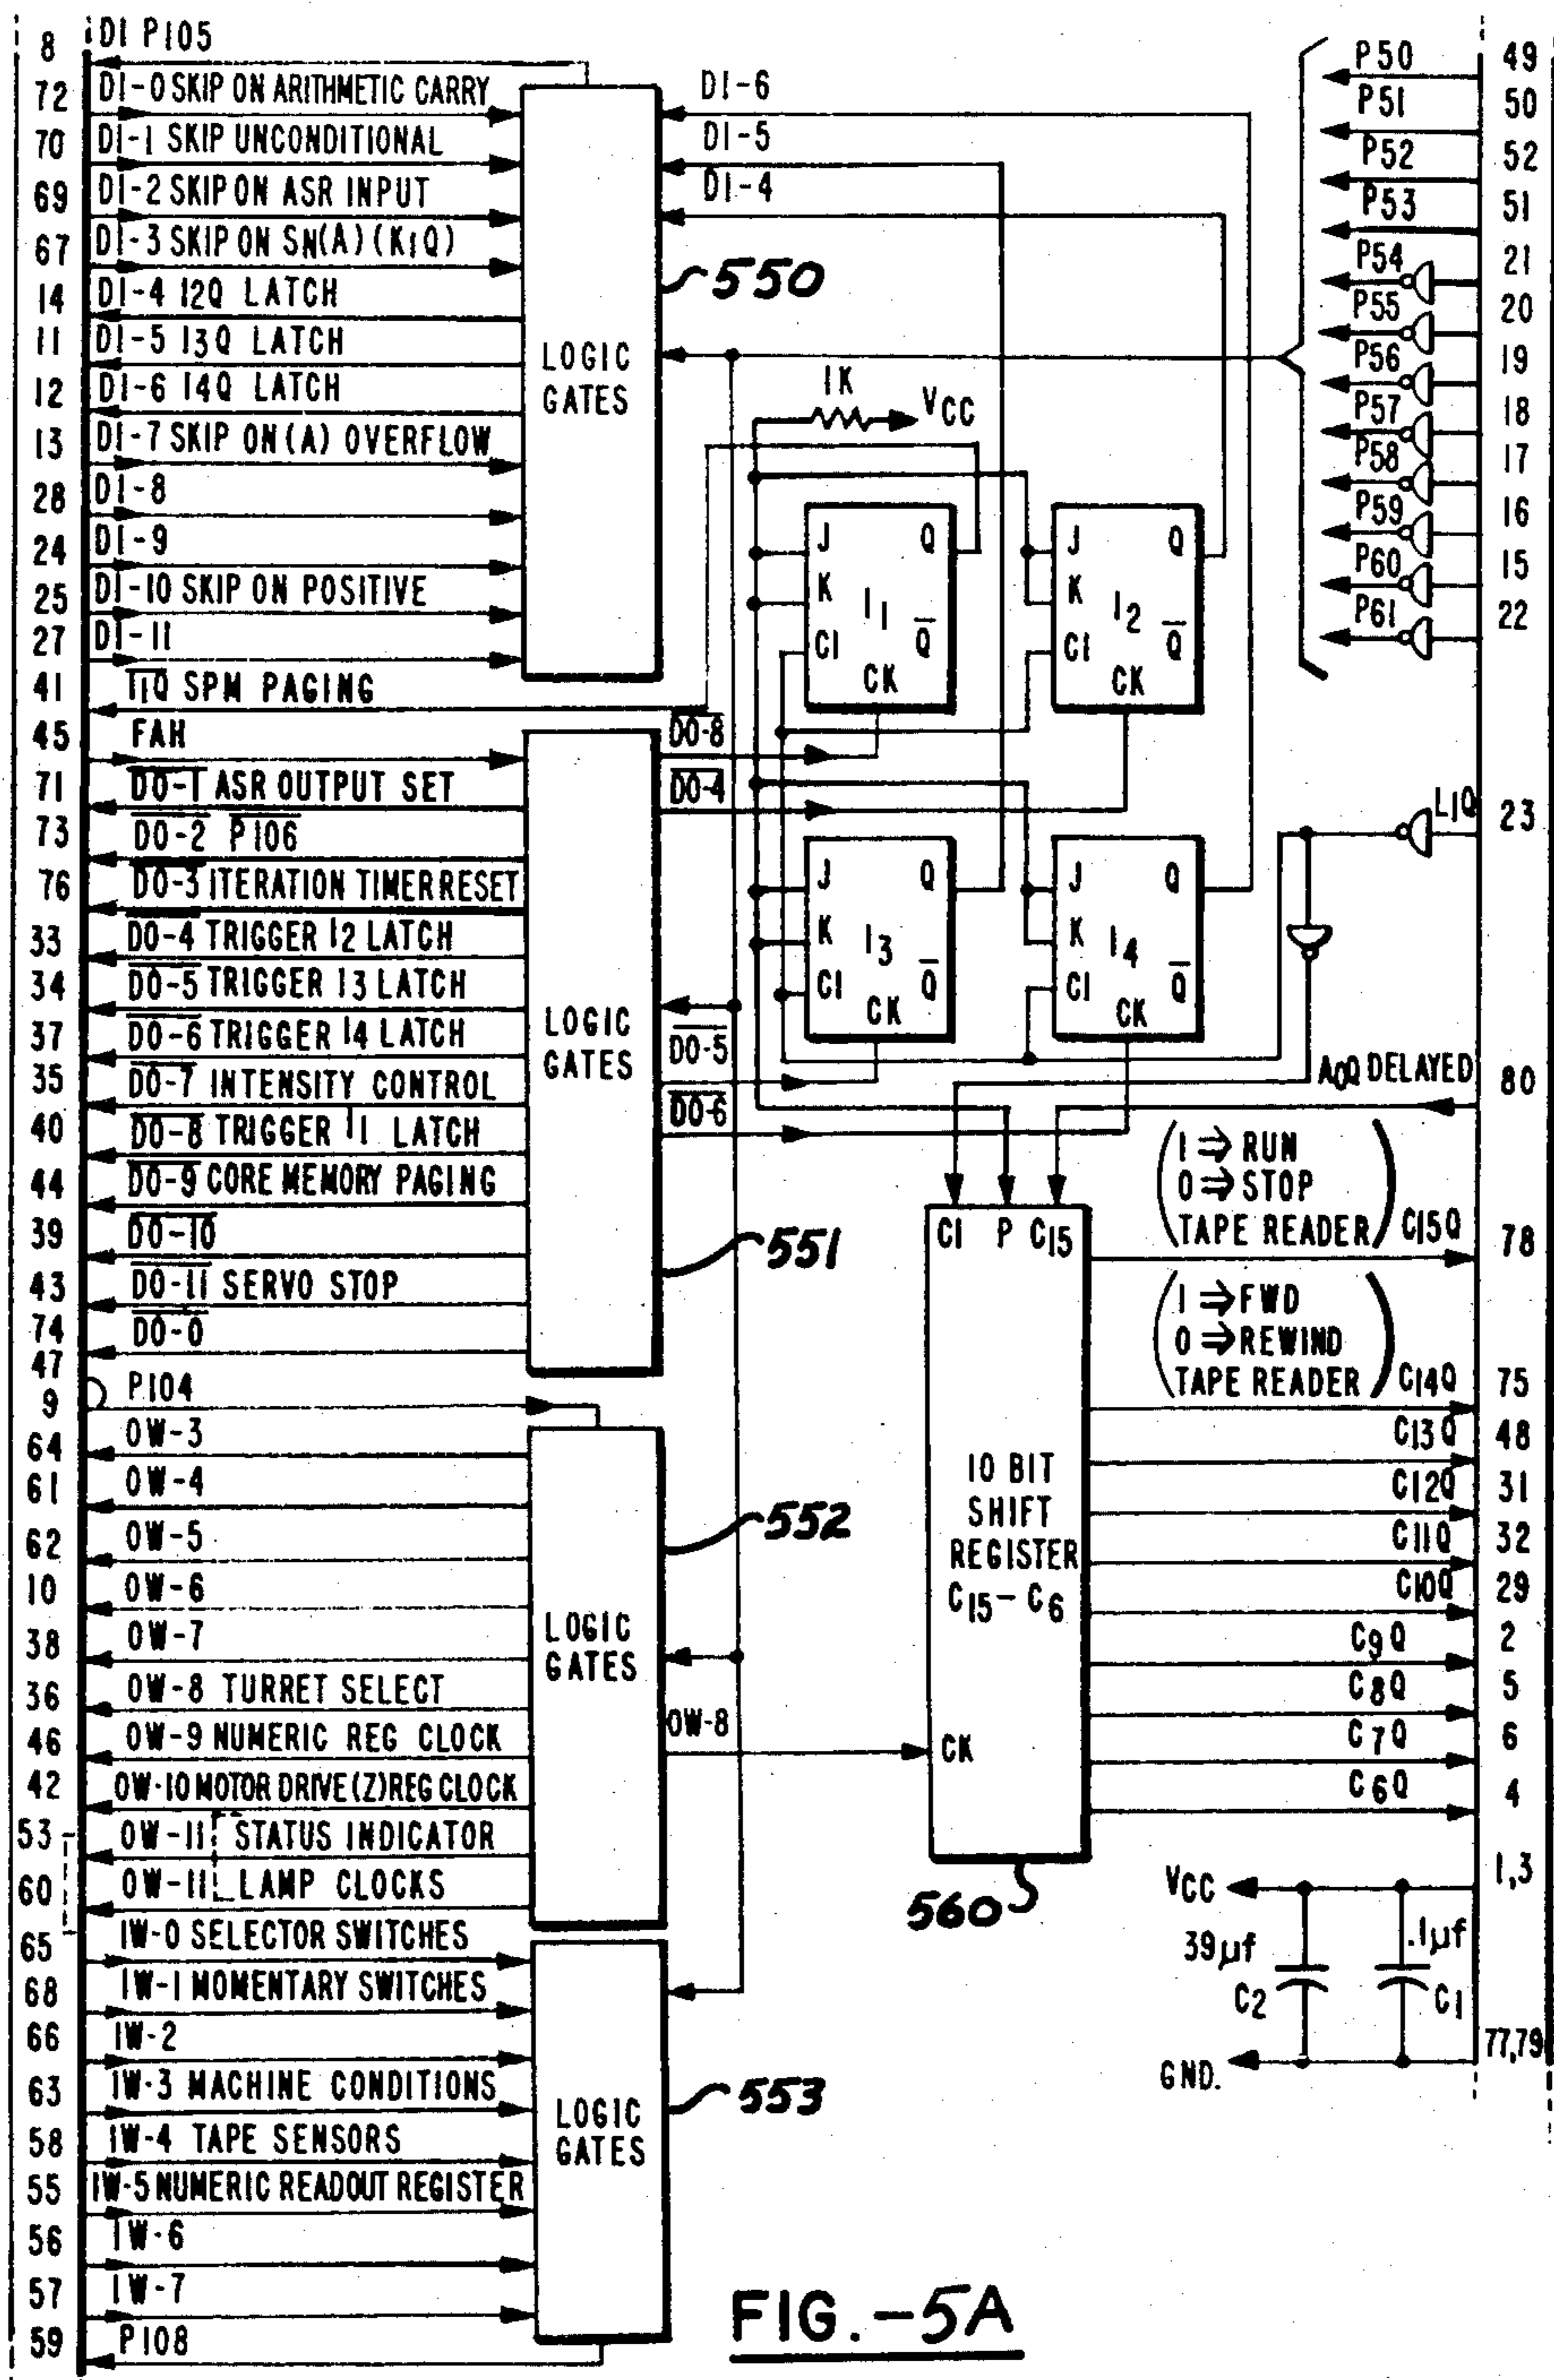 8 DI P105
72 DI-0 SKIP ON ARITHMETIC CARRY
70 DI-1 SKIP UNCONDITIONAL
69 DI-2 SKIP ON ASR INPUT
67 DI-3 SKIP ON SN(A) (K1Q)
14 DI-4 I2Q LATCH
11 DI-5 I3Q LATCH
12 DI-6 I4Q LATCH
13 DI-7 SKIP ON (A) OVERFLOW
28 DI-8
24 DI-9
25 DI-10 SKIP ON POSITIVE
27 DI-11
41 I1Q SPM PAGING
45 FAH
71 DO-1 ASR OUTPUT SET
73 DO-2 P106
76 DO-3 ITERATION TIMER RESET
33 DO-4 TRIGGER I2 LATCH
34 DO-5 TRIGGER I3 LATCH
37 DO-6 TRIGGER I4 LATCH
35 DO-7 INTENSITY CONTROL
40 DO-8 TRIGGER I1 LATCH
44 DO-9 CORE MEMORY PAGING
39 DO-10
43 DO-11 SERVO STOP
74 DO-0
47
9 P104
64 OW-3
61 OW-4
62 OW-5
10 OW-6
38 OW-7
36 OW-8 TURRET SELECT
46 OW-9 NUMERIC REG CLOCK
42 OW-10 MOTOR DRIVE (Z) REG CLOCK
53 OW-11 STATUS INDICATOR
60 OW-11 LAMP CLOCKS
65 IW-0 SELECTOR SWITCHES
68 IW-1 MOMENTARY SWITCHES
66 IW-2
63 IW-3 MACHINE CONDITIONS
58 IW-4 TAPE SENSORS
55 IW-5 NUMERIC READOUT REGISTER
56 IW-6
57 IW-7
59 P108
LOGIC
GATES
550
LOGIC
GATES
551
LOGIC
GATES
552
LOGIC
GATES
553
DI-6
DI-5
DI-4
1K
VCC
J Q
K I1
CI Q
CK
J Q
K I2
CI Q
CK
DO-8
DO-4
J Q
K I3
CI Q
CK
J Q
K I4
CI Q
CK
DO-5
DO-6
OW-8
CI P C15
10 BIT
SHIFT
REGISTER
C15-C6
CK
560
P50 49
P51 50
P52 52
P53 51
P54 21
P55 20
P56 19
P57 18
P58 17
P59 16
P60 15
P61 22
L1Q 23
A0Q DELAYED 80
(1 ⇒ RUN
0 ⇒ STOP
TAPE READER) C15Q 78
(1 ⇒ FWD
0 ⇒ REWIND
TAPE READER) C14Q 75
C13Q 48
C12Q 31
C11Q 32
C10Q 29
C9Q 2
C8Q 5
C7Q 6
C6Q 4
VCC 1,3
39µf .1µf
C2 C1
GND. 77,79
FIG.-5A